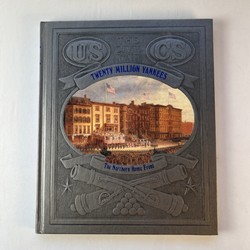 US CS
TWENTY MILLION YANKEES
The Northern Home Front